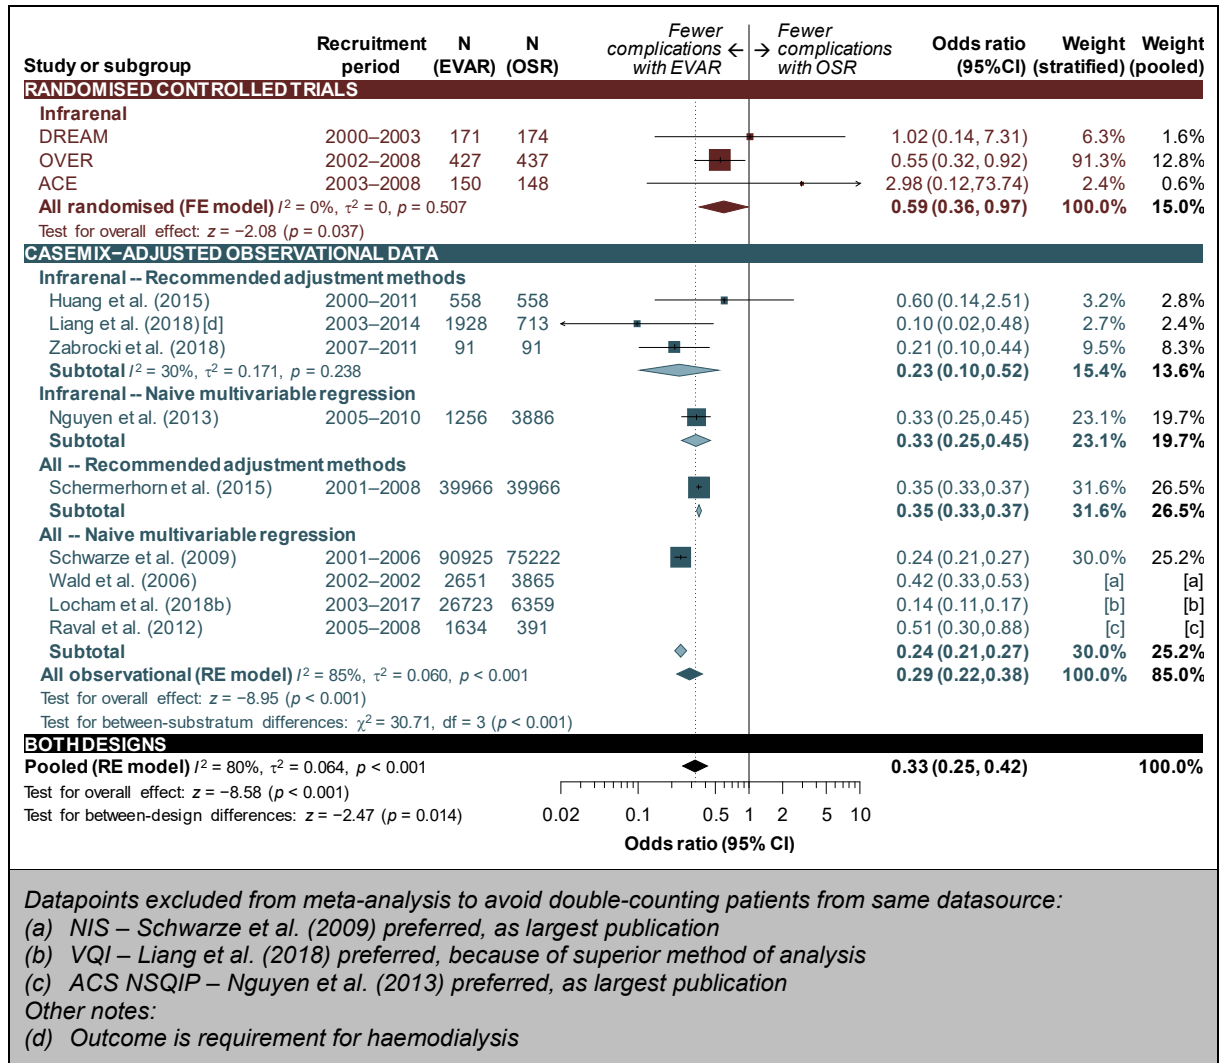 Study or subgroup Recruitment period N (EVAR) N (OSR) Fewer complications with EVAR ← → Fewer complications with OSR Odds ratio (95%CI) Weight (stratified) Weight (pooled)
RANDOMISED CONTROLLED TRIALS
Infrarenal
DREAM 2000–2003 171 174 1.02 (0.14, 7.31) 6.3% 1.6%
OVER 2002–2008 427 437 0.55 (0.32, 0.92) 91.3% 12.8%
ACE 2003–2008 150 148 2.98 (0.12,73.74) 2.4% 0.6%
All randomised (FE model) I² = 0%, τ² = 0, p = 0.507 0.59 (0.36, 0.97) 100.0% 15.0%
Test for overall effect: z = −2.08 (p = 0.037)
CASEMIX−ADJUSTED OBSERVATIONAL DATA
Infrarenal -- Recommended adjustment methods
Huang et al. (2015) 2000–2011 558 558 0.60 (0.14,2.51) 3.2% 2.8%
Liang et al. (2018) [d] 2003–2014 1928 713 0.10 (0.02,0.48) 2.7% 2.4%
Zabrocki et al. (2018) 2007–2011 91 91 0.21 (0.10,0.44) 9.5% 8.3%
Subtotal I² = 30%, τ² = 0.171, p = 0.238 0.23 (0.10,0.52) 15.4% 13.6%
Infrarenal -- Naive multivariable regression
Nguyen et al. (2013) 2005–2010 1256 3886 0.33 (0.25,0.45) 23.1% 19.7%
Subtotal 0.33 (0.25,0.45) 23.1% 19.7%
All -- Recommended adjustment methods
Schermerhorn et al. (2015) 2001–2008 39966 39966 0.35 (0.33,0.37) 31.6% 26.5%
Subtotal 0.35 (0.33,0.37) 31.6% 26.5%
All -- Naive multivariable regression
Schwarze et al. (2009) 2001–2006 90925 75222 0.24 (0.21,0.27) 30.0% 25.2%
Wald et al. (2006) 2002–2002 2651 3865 0.42 (0.33,0.53) [a] [a]
Locham et al. (2018b) 2003–2017 26723 6359 0.14 (0.11,0.17) [b] [b]
Raval et al. (2012) 2005–2008 1634 391 0.51 (0.30,0.88) [c] [c]
Subtotal 0.24 (0.21,0.27) 30.0% 25.2%
All observational (RE model) I² = 85%, τ² = 0.060, p < 0.001 0.29 (0.22,0.38) 100.0% 85.0%
Test for overall effect: z = −8.95 (p < 0.001)
Test for between-substratum differences: χ² = 30.71, df = 3 (p < 0.001)
BOTH DESIGNS
Pooled (RE model) I² = 80%, τ² = 0.064, p < 0.001 0.33 (0.25, 0.42) 100.0%
Test for overall effect: z = −8.58 (p < 0.001)
Test for between-design differences: z = −2.47 (p = 0.014)
0.02 0.1 0.5 1 2 5 10
Odds ratio (95% CI)
Datapoints excluded from meta-analysis to avoid double-counting patients from same datasource:
(a) NIS – Schwarze et al. (2009) preferred, as largest publication
(b) VQI – Liang et al. (2018) preferred, because of superior method of analysis
(c) ACS NSQIP – Nguyen et al. (2013) preferred, as largest publication
Other notes:
(d) Outcome is requirement for haemodialysis